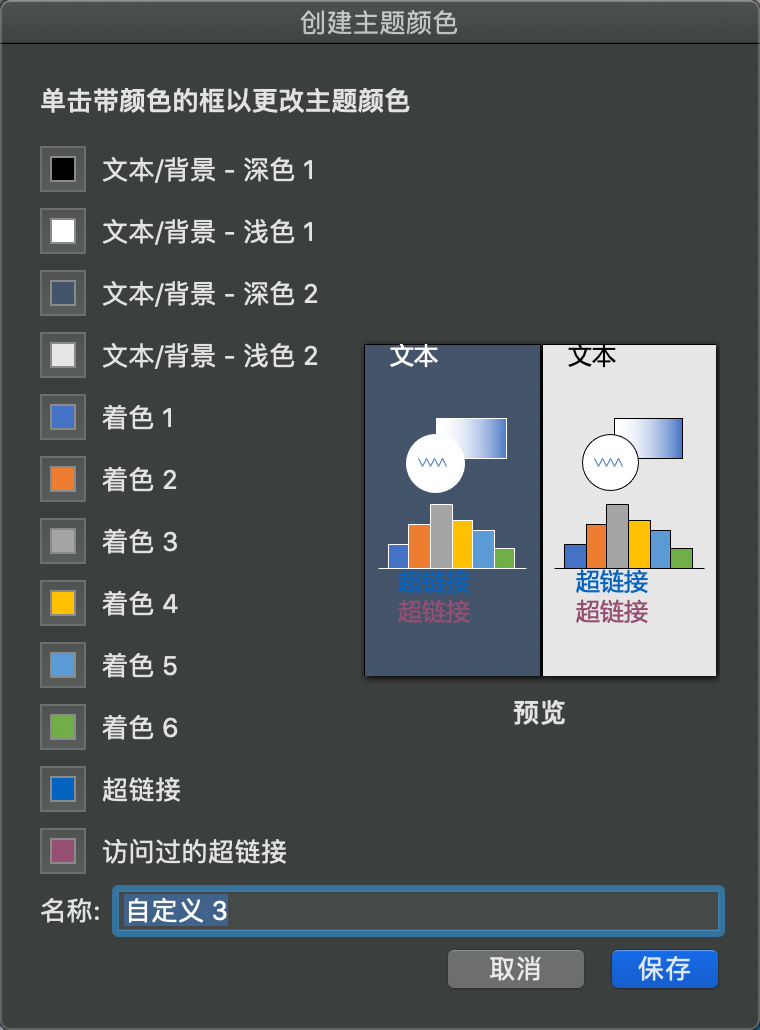 创建主题颜色
单击带颜色的框以更改主题颜色
文本/背景 - 深色 1
文本/背景 - 浅色 1
文本/背景 - 深色 2
文本/背景 - 浅色 2
着色 1
着色 2
着色 3
着色 4
着色 5
着色 6
超链接
访问过的超链接
文本
超链接
超链接
文本
超链接
超链接
预览
名称: 自定义 3
取消
保存